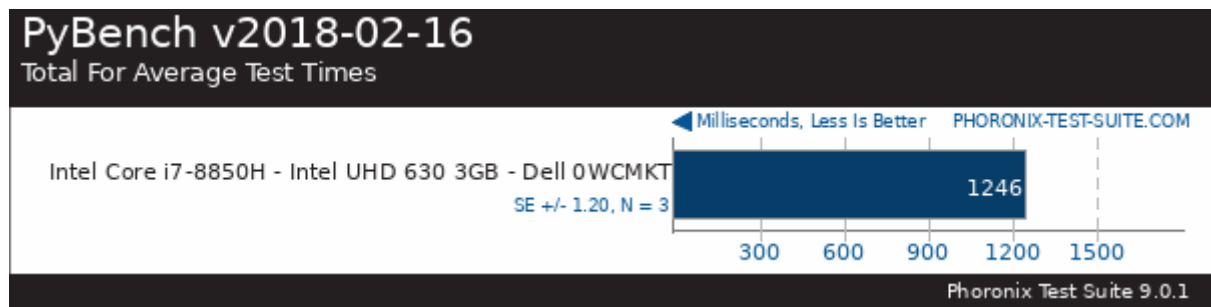 PyBench v2018-02-16
Total For Average Test Times
Milliseconds, Less Is Better PHORONIX-TEST-SUITE.COM
Intel Core i7-8850H - Intel UHD 630 3GB - Dell 0WCMKT
1246
SE +/- 1.20, N = 3
300 600 900 1200 1500
Phoronix Test Suite 9.0.1